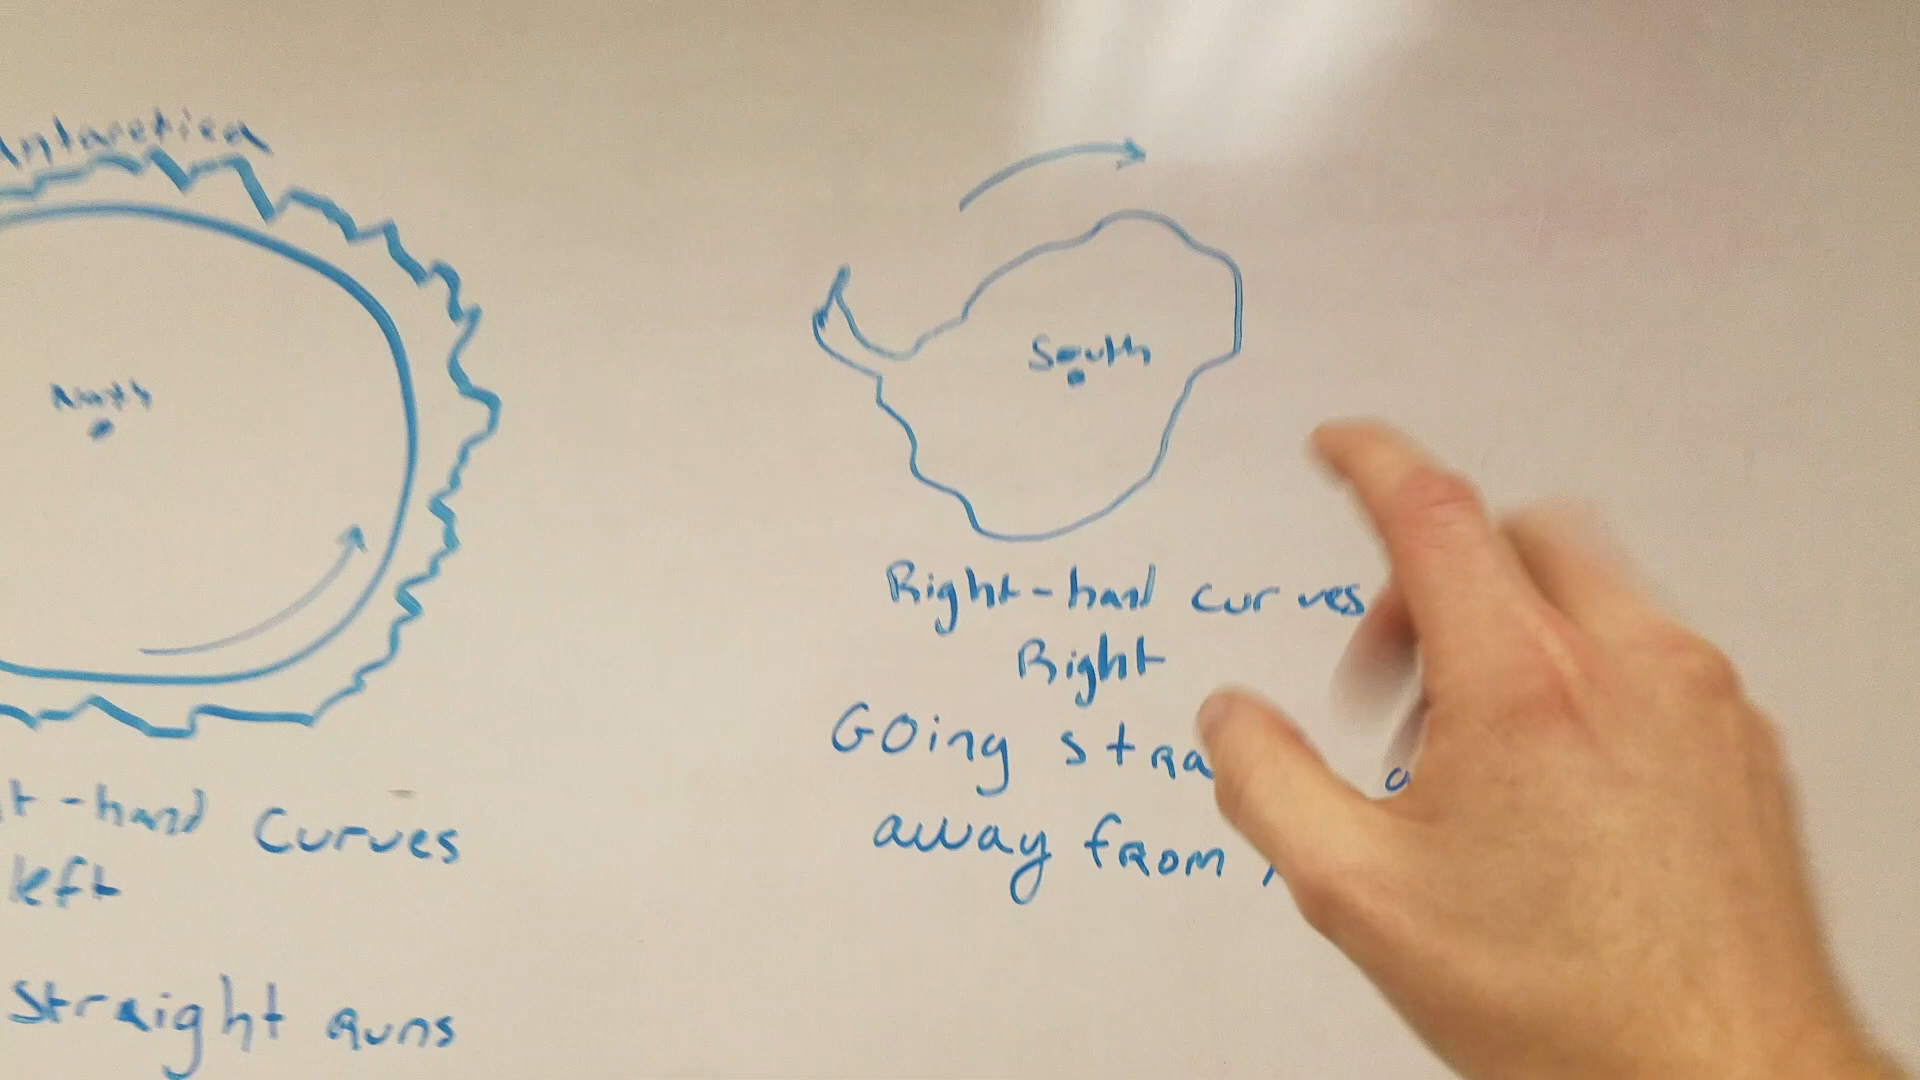 Antarctica
North
t-hand Curves
left
straight runs
South
Right-hand curves
Right
Going stra
away from